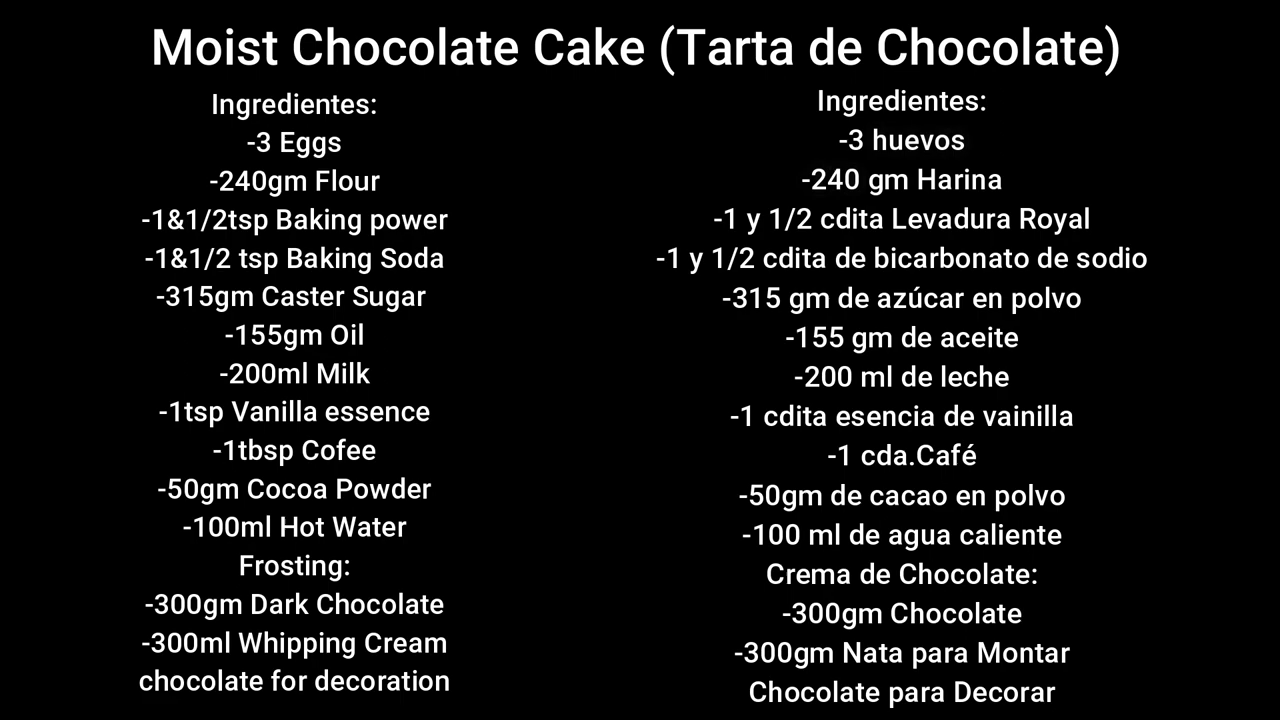 Moist Chocolate Cake (Tarta de Chocolate)
Ingredientes:
-3 Eggs
-240gm Flour
-1&1/2tsp Baking power
-1&1/2 tsp Baking Soda
-315gm Caster Sugar
-155gm Oil
-200ml Milk
-1tsp Vanilla essence
-1tbsp Cofee
-50gm Cocoa Powder
-100ml Hot Water
Frosting:
-300gm Dark Chocolate
-300ml Whipping Cream
chocolate for decoration
Ingredientes:
-3 huevos
-240 gm Harina
-1 y 1/2 cdita Levadura Royal
-1 y 1/2 cdita de bicarbonato de sodio
-315 gm de azúcar en polvo
-155 gm de aceite
-200 ml de leche
-1 cdita esencia de vainilla
-1 cda.Café
-50gm de cacao en polvo
-100 ml de agua caliente
Crema de Chocolate:
-300gm Chocolate
-300gm Nata para Montar
Chocolate para Decorar